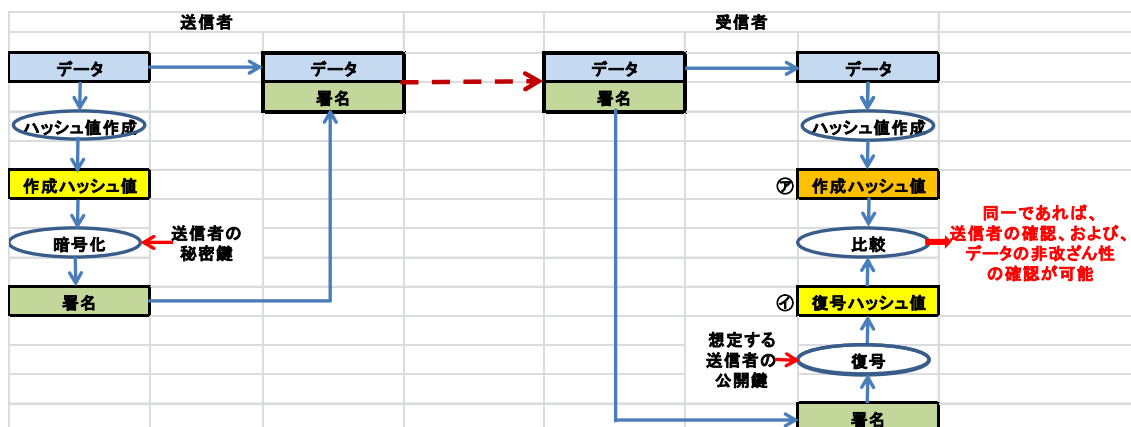 送信者
受信者
データ
データ
データ
データ
署名
署名
ハッシュ値作成
ハッシュ値作成
作成ハッシュ値
㋐
作成ハッシュ値
暗号化
送信者の
秘密鍵
比較
同一であれば、
送信者の確認、および、
データの非改ざん性
の確認が可能
署名
㋑
復号ハッシュ値
想定する
送信者の
公開鍵
復号
署名